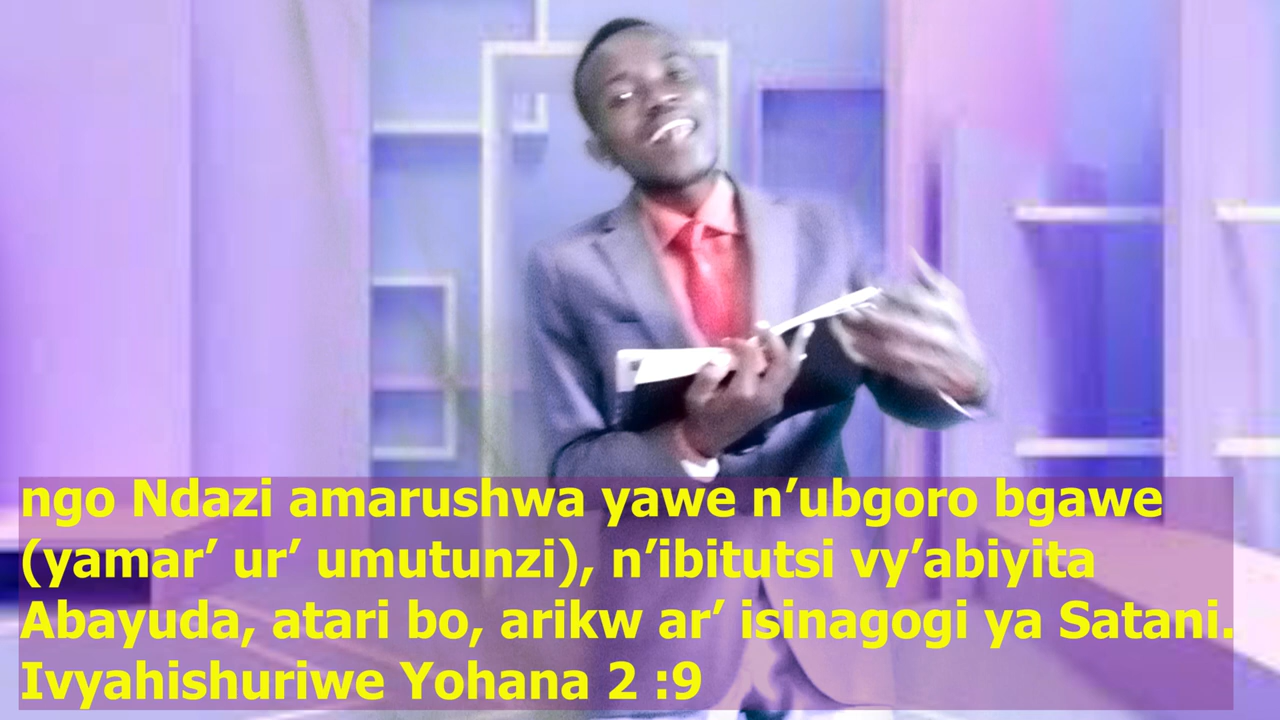 ngo Ndazi amarushwa yawe n’ubgoro bgawe
(yamar’ ur’ umutunzi), n’ibitutsi vy’abiyita
Abayuda, atari bo, arikw ar’ isinagogi ya Satani.
Ivyahishuriwe Yohana 2 :9